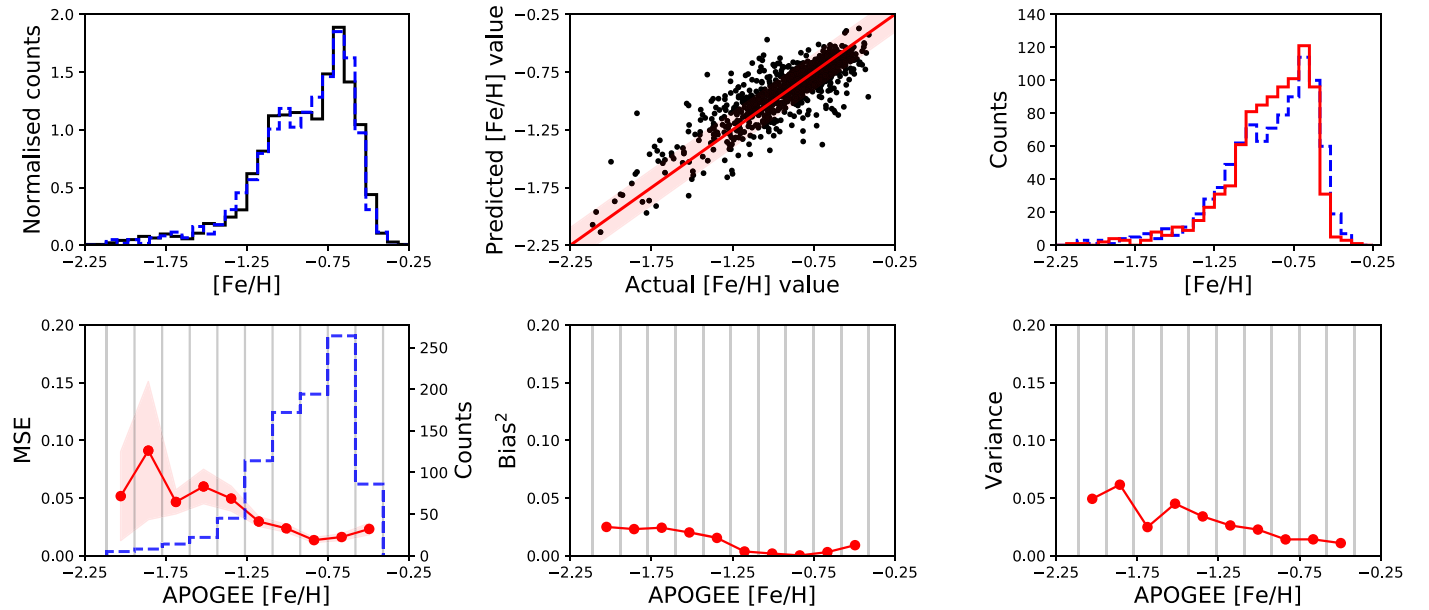 Normalised counts
2.0
1.5
1.0
0.5
0.0
−2.25 −1.75 −1.25 −0.75 −0.25
[Fe/H]
Predicted [Fe/H] value
−0.25
−0.75
−1.25
−1.75
−2.25
−2.25 −1.75 −1.25 −0.75 −0.25
Actual [Fe/H] value
Counts
140
120
100
80
60
40
20
0
−2.25 −1.75 −1.25 −0.75 −0.25
[Fe/H]
MSE
0.20
0.15
0.10
0.05
0.00
−2.25 −1.75 −1.25 −0.75 −0.25
APOGEE [Fe/H]
250
200
150
100
50
0
Counts
Bias²
0.20
0.15
0.10
0.05
0.00
−2.25 −1.75 −1.25 −0.75 −0.25
APOGEE [Fe/H]
Variance
0.20
0.15
0.10
0.05
0.00
−2.25 −1.75 −1.25 −0.75 −0.25
APOGEE [Fe/H]